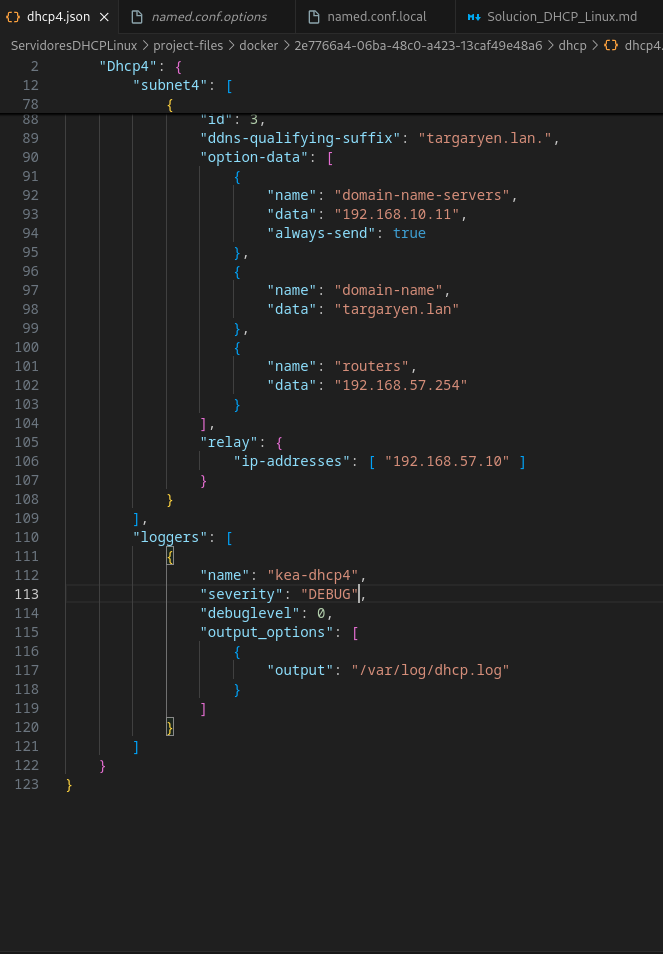 dhcp4.json
named.conf.options
named.conf.local
Solucion_DHCP_Linux.md
ServidoresDHCPLinux > project-files > docker > 2e7766a4-06ba-48c0-a423-13caf49e48a6 > dhcp > {} dhcp4.
2 "Dhcp4": {
12 "subnet4": [
78 {
88 "id": 3,
89 "ddns-qualifying-suffix": "targaryen.lan.",
90 "option-data": [
91 {
92 "name": "domain-name-servers",
93 "data": "192.168.10.11",
94 "always-send": true
95 },
96 {
97 "name": "domain-name",
98 "data": "targaryen.lan"
99 },
100 {
101 "name": "routers",
102 "data": "192.168.57.254"
103 }
104 ],
105 "relay": {
106 "ip-addresses": [ "192.168.57.10" ]
107 }
108 }
109 ],
110 "loggers": [
111 {
112 "name": "kea-dhcp4",
113 "severity": "DEBUG",
114 "debuglevel": 0,
115 "output_options": [
116 {
117 "output": "/var/log/dhcp.log"
118 }
119 ]
120 }
121 ]
122 }
123 }